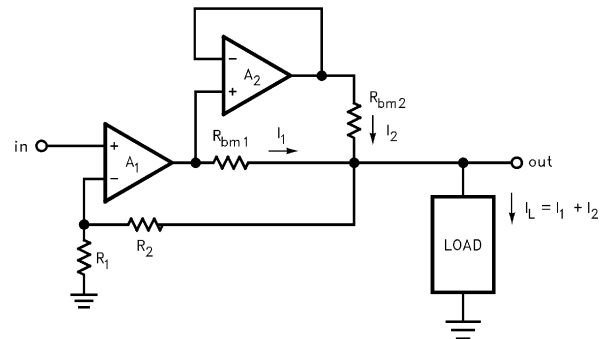 −
A2
+
Rbm2
I2
in
+
A1
−
Rbm1
I1
out
R2
R1
LOAD
IL = I1 + I2